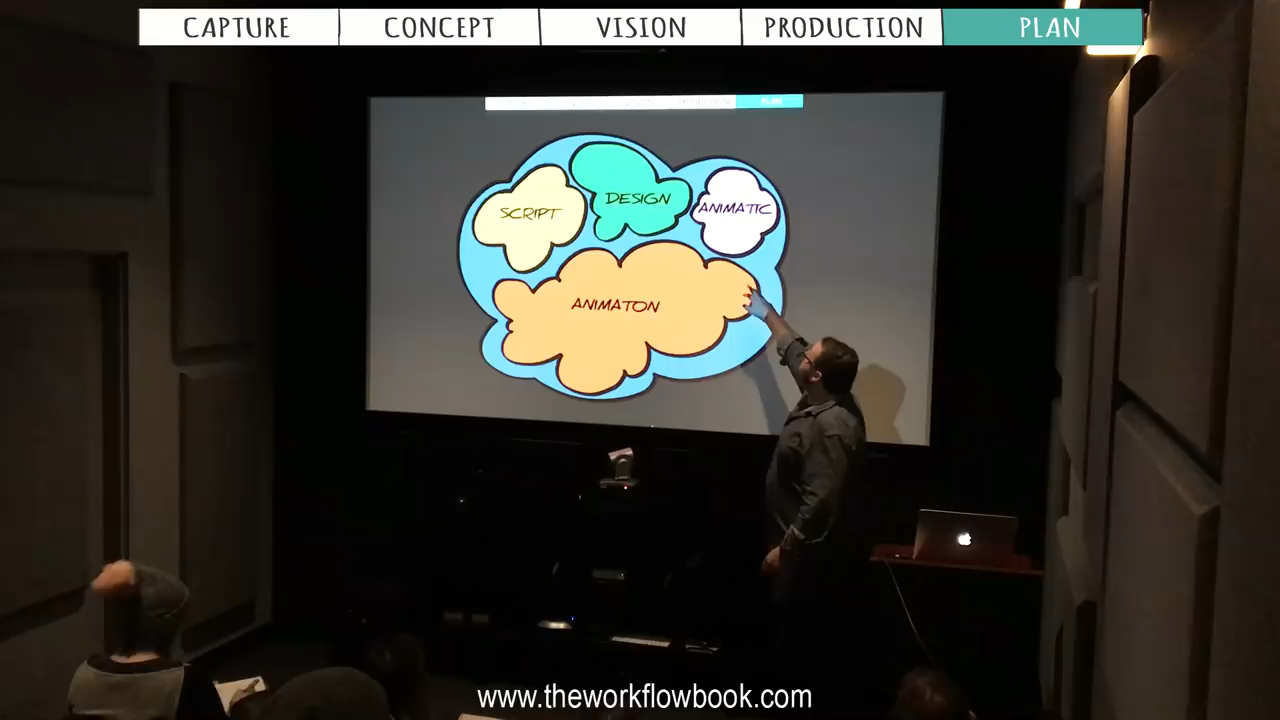 CAPTURE CONCEPT VISION PRODUCTION PLAN
SCRIPT
DESIGN
ANIMATIC
ANIMATON
www.theworkflowbook.com